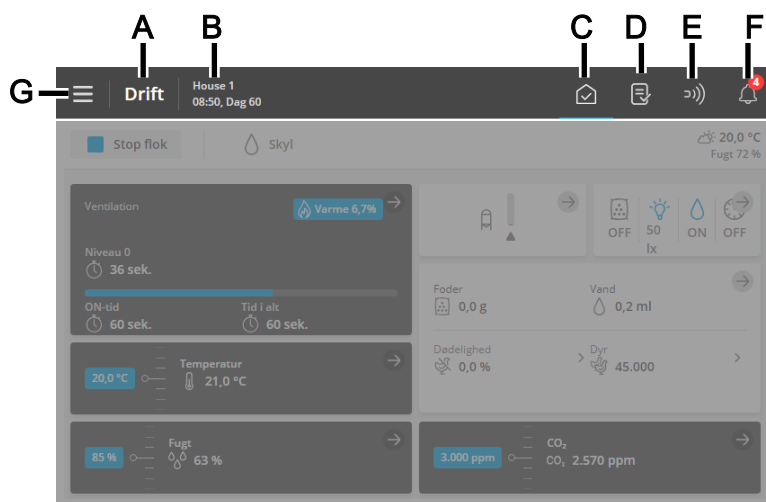 A B C D E F
G Drift House 1
08:50, Dag 60 4
Stop flok Skyl 20,0 °C
Fugt 72 %
Ventilation Varme 6,7%
Niveau 0
36 sek.
ON-tid Tid i alt
60 sek. 60 sek.
OFF 50 lx ON OFF
Foder Vand
0,0 g 0,2 ml
Dødelighed Dyr
0,0 % 45.000
Temperatur
20,0 °C 21,0 °C
Fugt
85 % 63 %
CO₂
3.000 ppm CO₂ 2.570 ppm